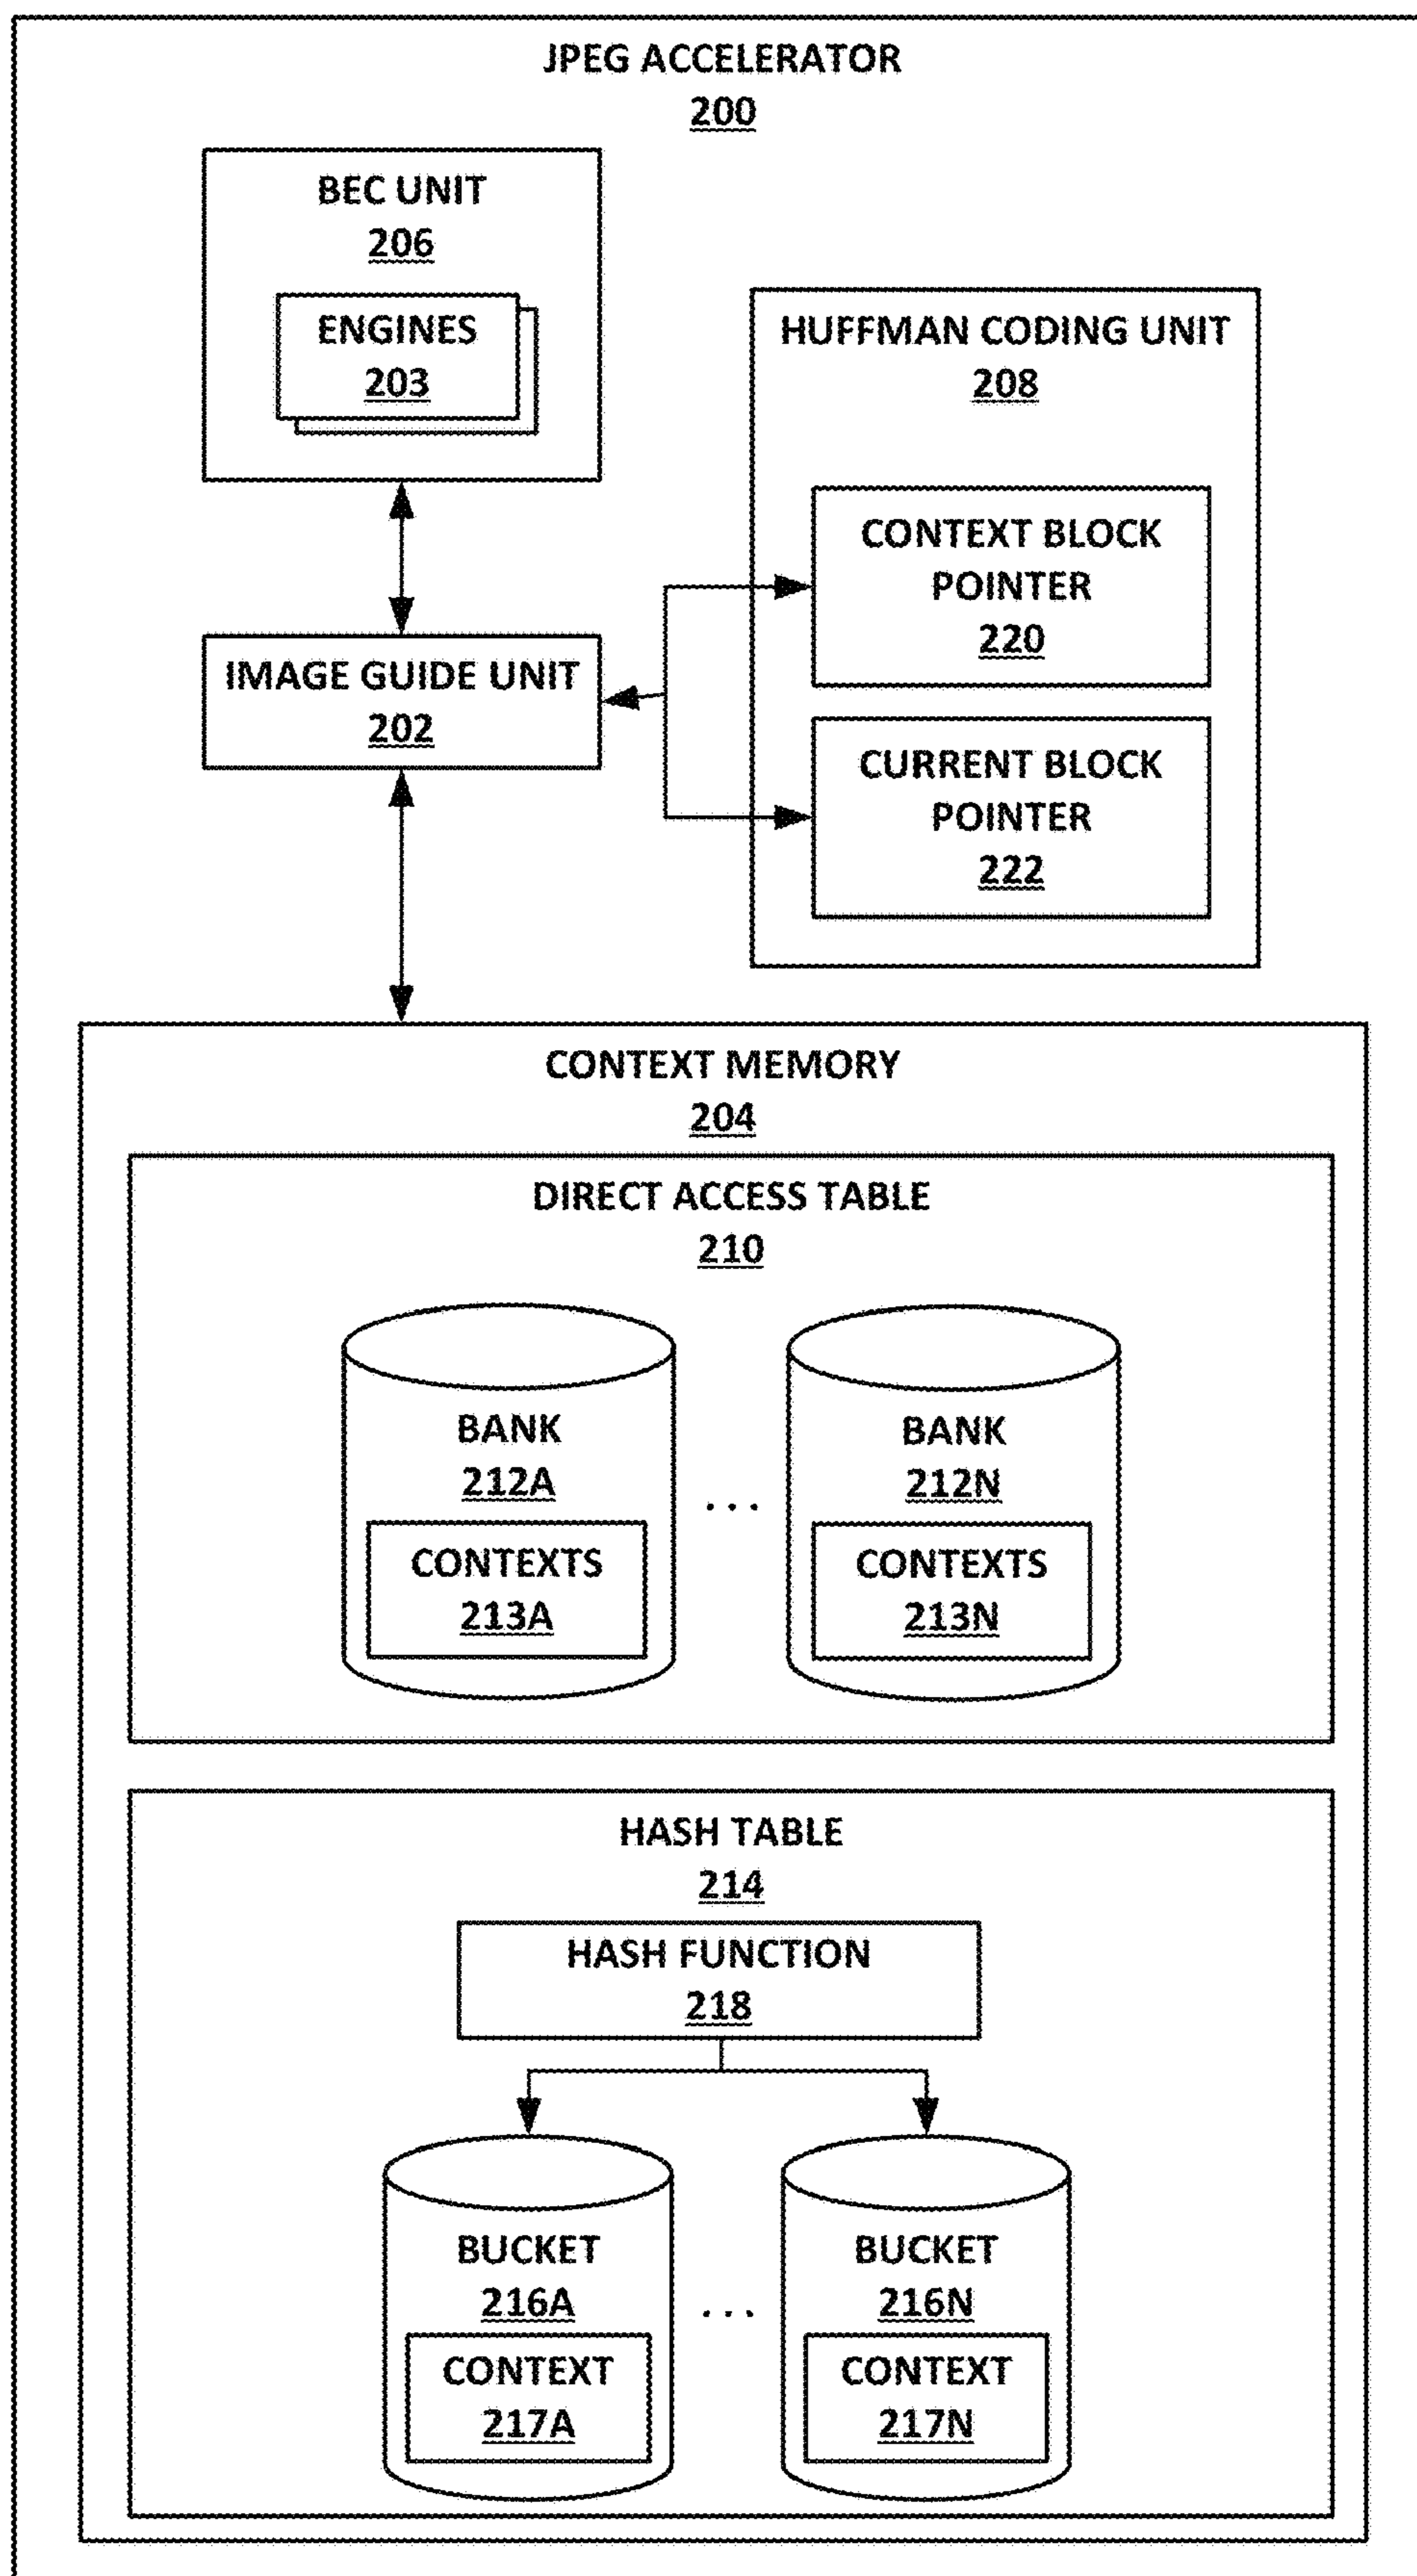 JPEG ACCELERATOR
200
BEC UNIT
206
ENGINES
203
HUFFMAN CODING UNIT
208
CONTEXT BLOCK
POINTER
220
IMAGE GUIDE UNIT
202
CURRENT BLOCK
POINTER
222
CONTEXT MEMORY
204
DIRECT ACCESS TABLE
210
BANK
212A
CONTEXTS
213A
...
BANK
212N
CONTEXTS
213N
HASH TABLE
214
HASH FUNCTION
218
BUCKET
216A
CONTEXT
217A
...
BUCKET
216N
CONTEXT
217N